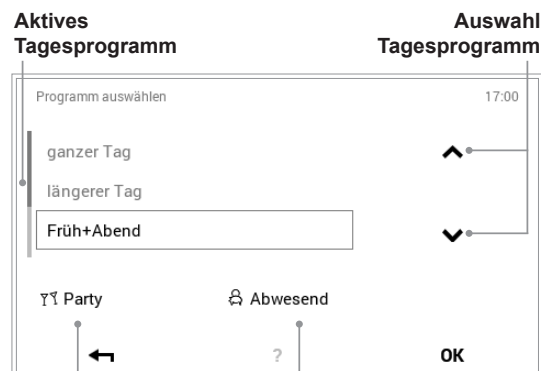 Aktives
Tagesprogramm
Auswahl
Tagesprogramm
Programm auswählen 17:00
ganzer Tag
längerer Tag
Früh+Abend
Party Abwesend
? OK